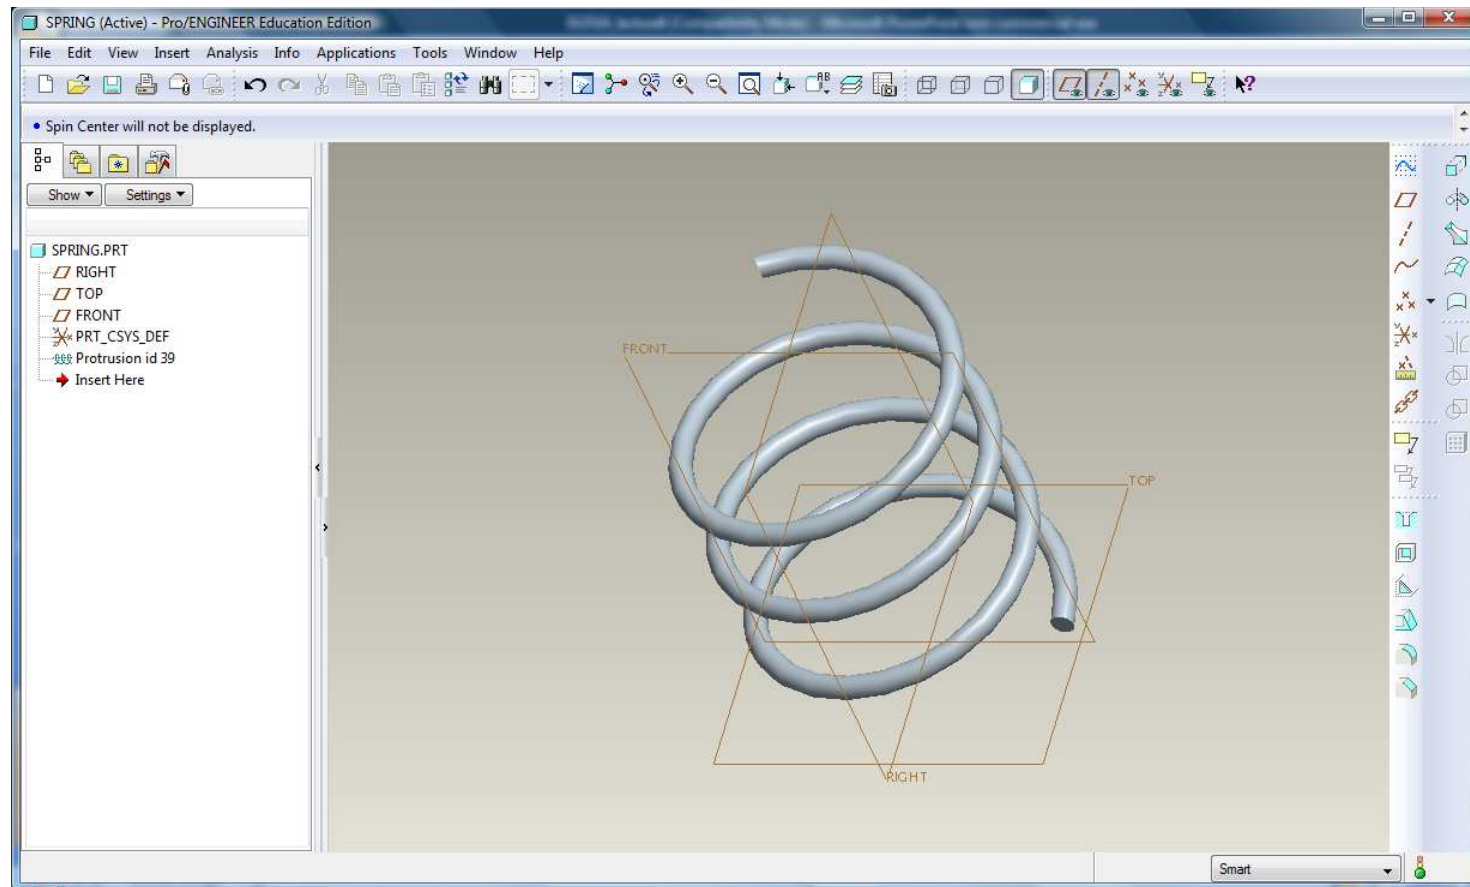 SPRING (Active) - Pro/ENGINEER Education Edition
File Edit View Insert Analysis Info Applications Tools Window Help
• Spin Center will not be displayed.
Show Settings
SPRING.PRT
RIGHT
TOP
FRONT
PRT_CSYS_DEF
Protrusion id 39
Insert Here
FRONT
TOP
RIGHT
Smart